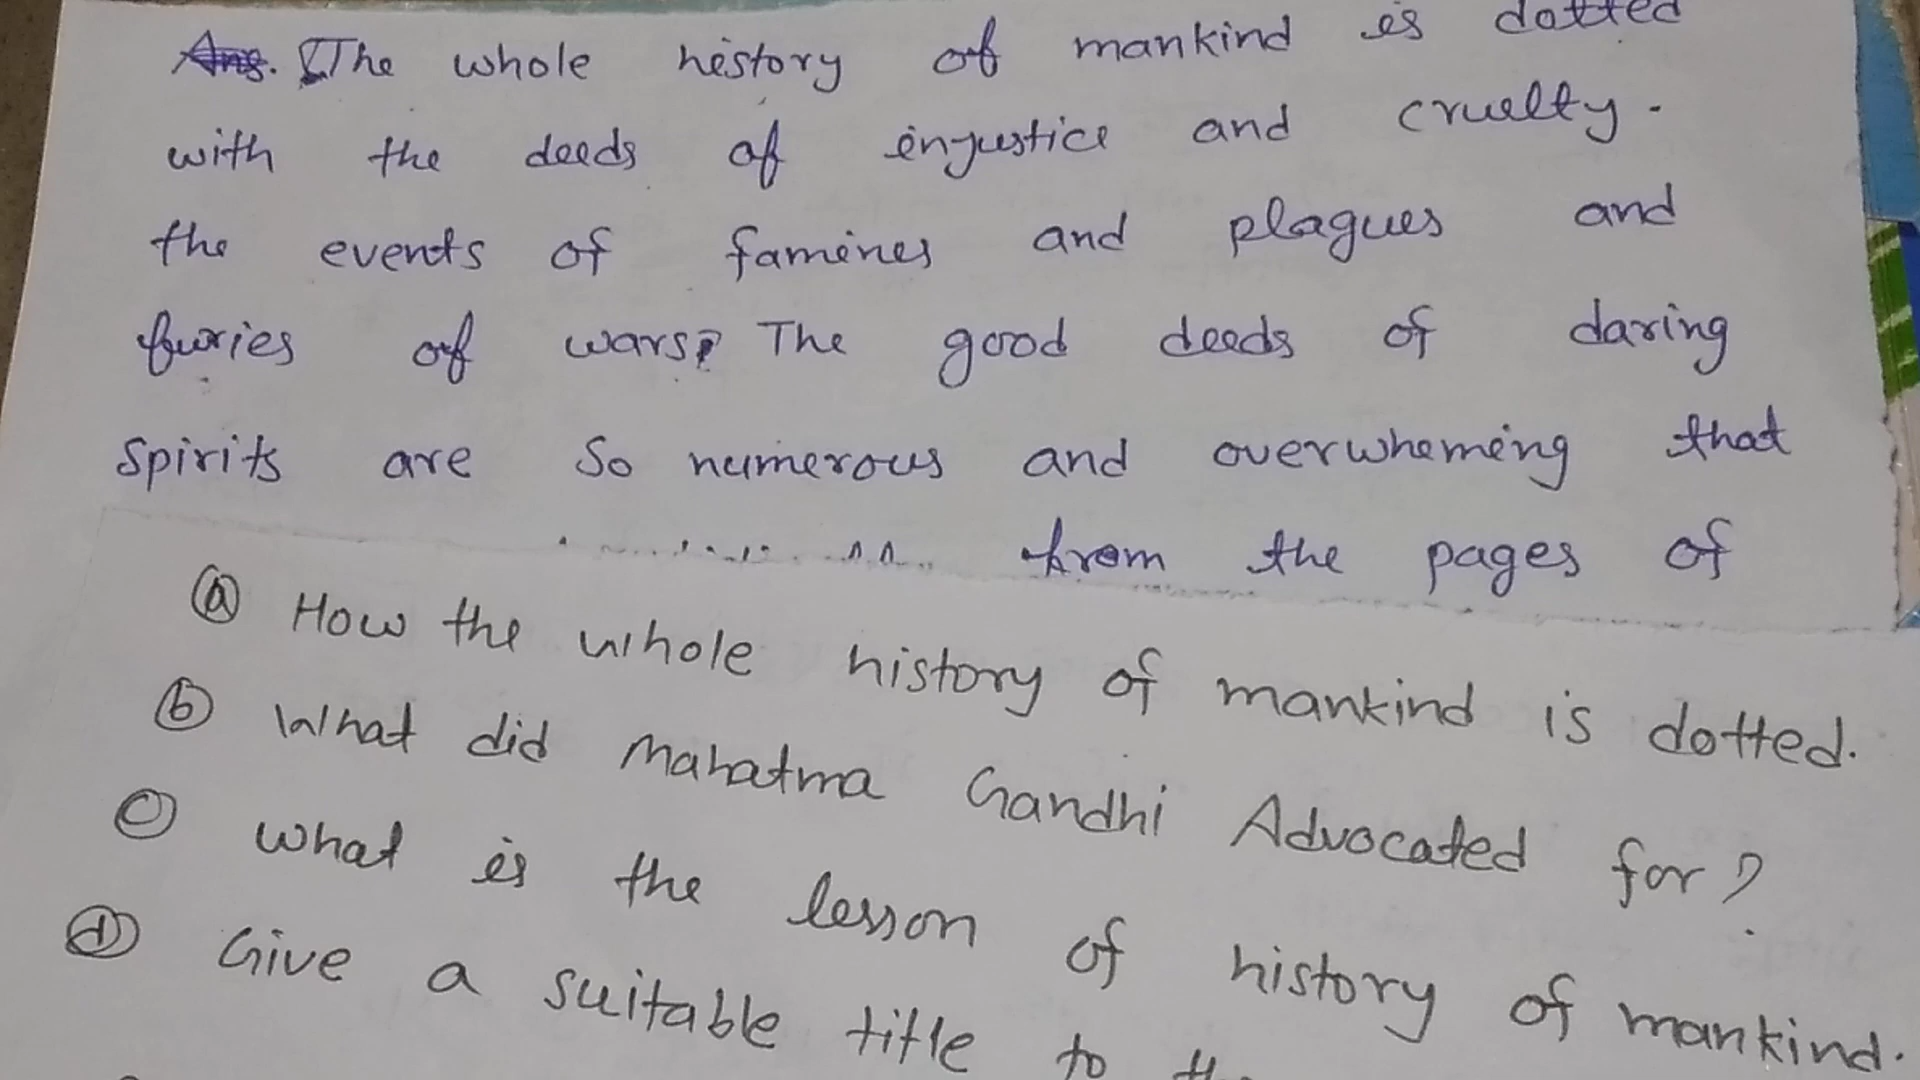 Ans. The whole history of mankind is dotted
with the deeds of injustice and cruelty.
the events of famines and plagues and
furies of wars. The good deeds of daring
Spirits are so numerous and overwheming that
from the pages of
(a) How the whole history of mankind is dotted.
(b) What did Mahatma Gandhi Advocated for?
(c) What is the lesson of history of mankind.
(d) Give a suitable title to